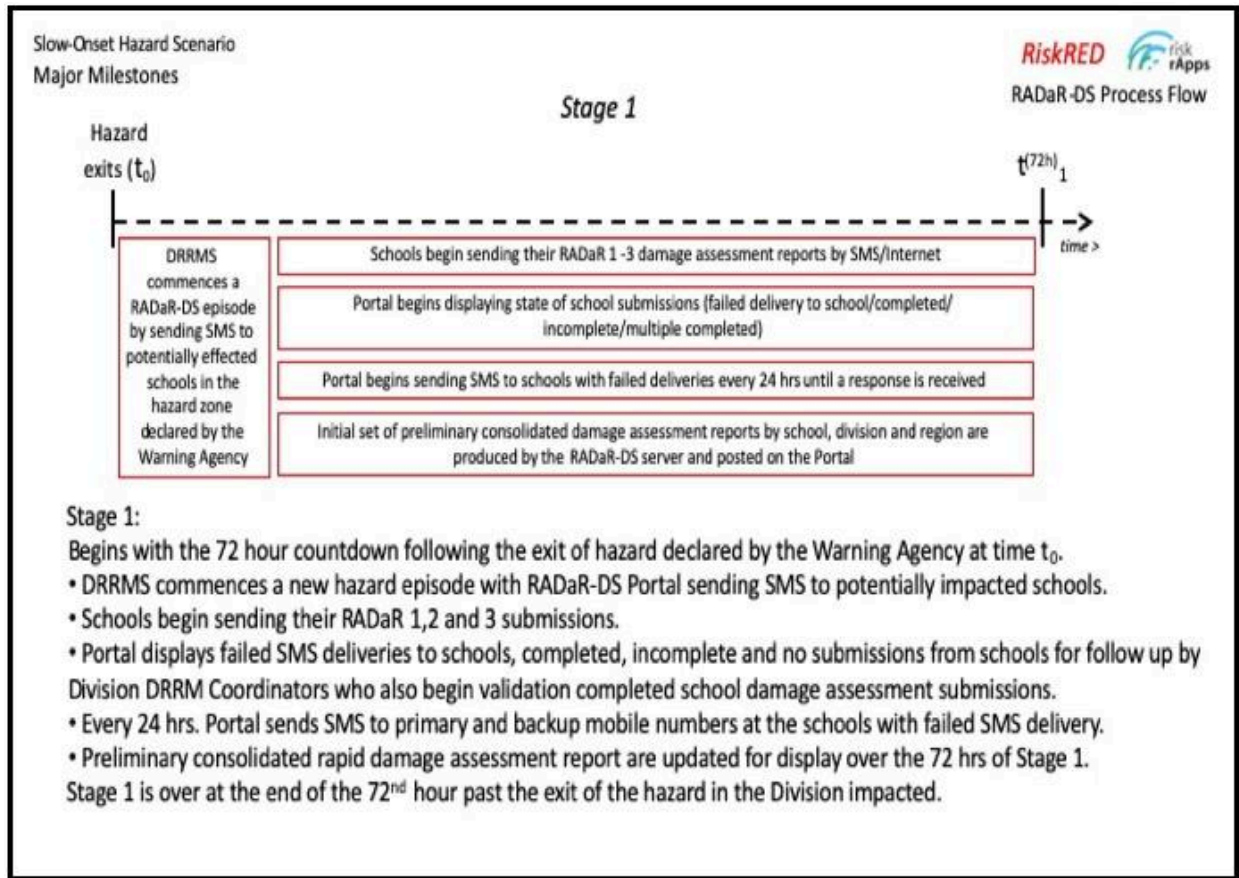 Slow-Onset Hazard Scenario
Major Milestones
RiskRED
risk
rApps
RADaR-DS Process Flow
Stage 1
Hazard
exits (t₀)
t⁽⁷²ʰ⁾₁
time >
DRRMS
commences a
RADaR-DS episode
by sending SMS to
potentially effected
schools in the
hazard zone
declared by the
Warning Agency
Schools begin sending their RADaR 1 -3 damage assessment reports by SMS/Internet
Portal begins displaying state of school submissions (failed delivery to school/completed/
incomplete/multiple completed)
Portal begins sending SMS to schools with failed deliveries every 24 hrs until a response is received
Initial set of preliminary consolidated damage assessment reports by school, division and region are
produced by the RADaR-DS server and posted on the Portal
Stage 1:
Begins with the 72 hour countdown following the exit of hazard declared by the Warning Agency at time t₀.
• DRRMS commences a new hazard episode with RADaR-DS Portal sending SMS to potentially impacted schools.
• Schools begin sending their RADaR 1,2 and 3 submissions.
• Portal displays failed SMS deliveries to schools, completed, incomplete and no submissions from schools for follow up by
Division DRRM Coordinators who also begin validation completed school damage assessment submissions.
• Every 24 hrs. Portal sends SMS to primary and backup mobile numbers at the schools with failed SMS delivery.
• Preliminary consolidated rapid damage assessment report are updated for display over the 72 hrs of Stage 1.
Stage 1 is over at the end of the 72ⁿᵈ hour past the exit of the hazard in the Division impacted.